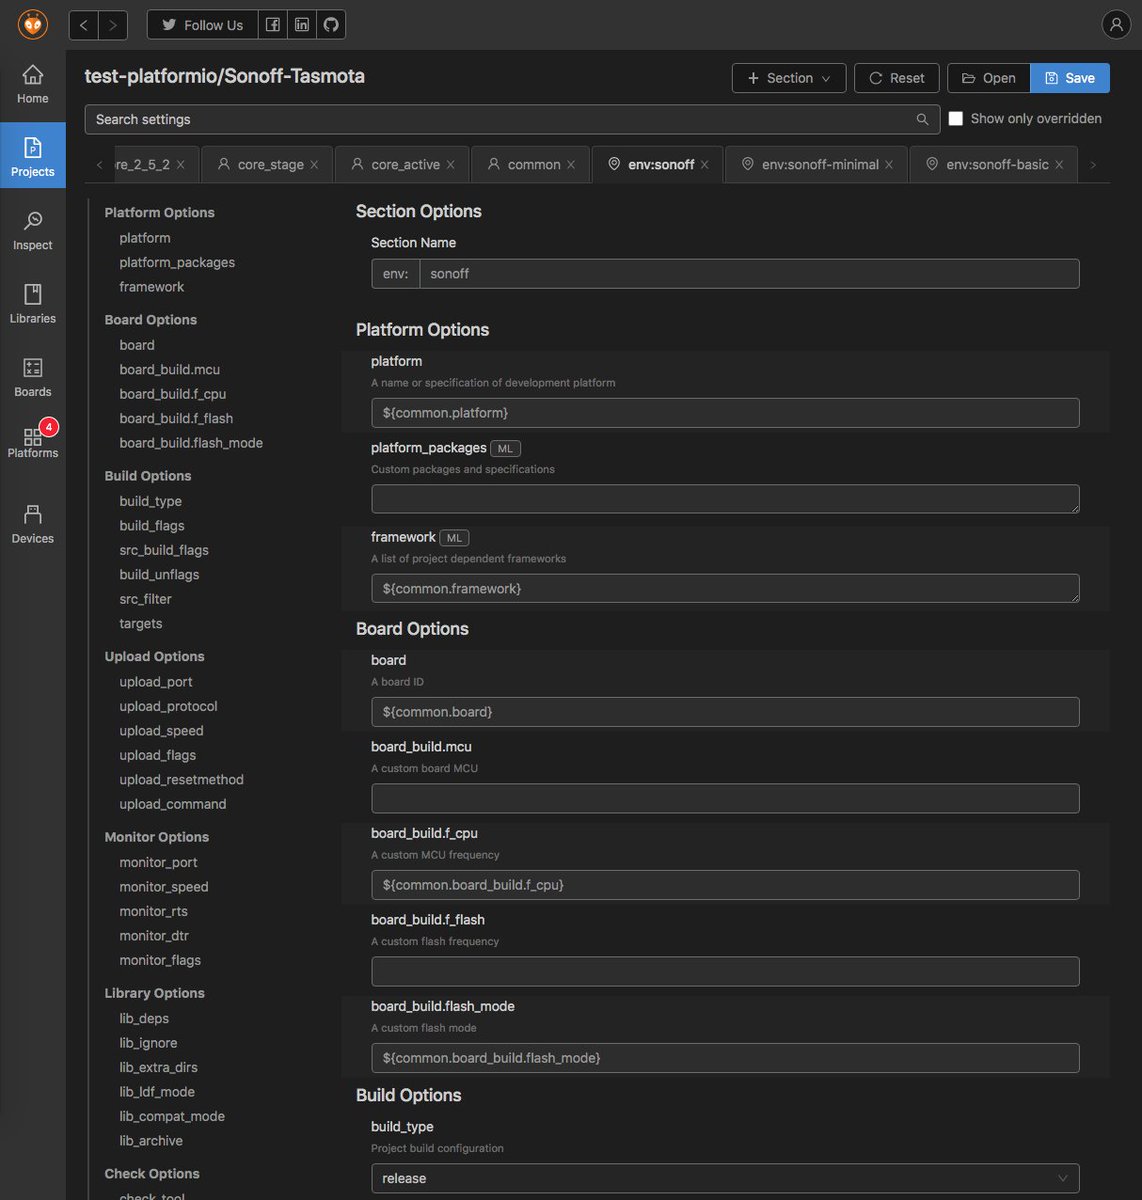 Follow Us
test-platformio/Sonoff-Tasmota
Section
Reset
Open
Save
Search settings
Show only overridden
re_2_5_2
core_stage
core_active
common
env:sonoff
env:sonoff-minimal
env:sonoff-basic
Home
Projects
Inspect
Libraries
Boards
4
Platforms
Devices
Platform Options
platform
platform_packages
framework
Board Options
board
board_build.mcu
board_build.f_cpu
board_build.f_flash
board_build.flash_mode
Build Options
build_type
build_flags
src_build_flags
build_unflags
src_filter
targets
Upload Options
upload_port
upload_protocol
upload_speed
upload_flags
upload_resetmethod
upload_command
Monitor Options
monitor_port
monitor_speed
monitor_rts
monitor_dtr
monitor_flags
Library Options
lib_deps
lib_ignore
lib_extra_dirs
lib_ldf_mode
lib_compat_mode
lib_archive
Check Options
check_tool
Section Options
Section Name
env: sonoff
Platform Options
platform
A name or specification of development platform
${common.platform}
platform_packages ML
Custom packages and specifications
framework ML
A list of project dependent frameworks
${common.framework}
Board Options
board
A board ID
${common.board}
board_build.mcu
A custom board MCU
board_build.f_cpu
A custom MCU frequency
${common.board_build.f_cpu}
board_build.f_flash
A custom flash frequency
board_build.flash_mode
A custom flash mode
${common.board_build.flash_mode}
Build Options
build_type
Project build configuration
release